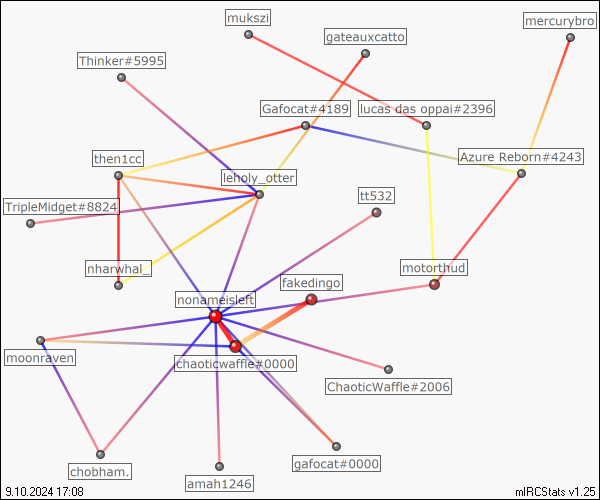 mukszi
mercurybro
gateauxcatto
Thinker#5995
Gafocat#4189
lucas das oppai#2396
then1cc
Azure Reborn#4243
leholy_otter
tt532
TripleMidget#8824
nharwhal_
motorthud
fakedingo
nonameisleft
moonraven
chaoticwaffle#0000
ChaoticWaffle#2006
chobham.
gafocat#0000
amah1246
9.10.2024 17:08
mIRCStats v1.25